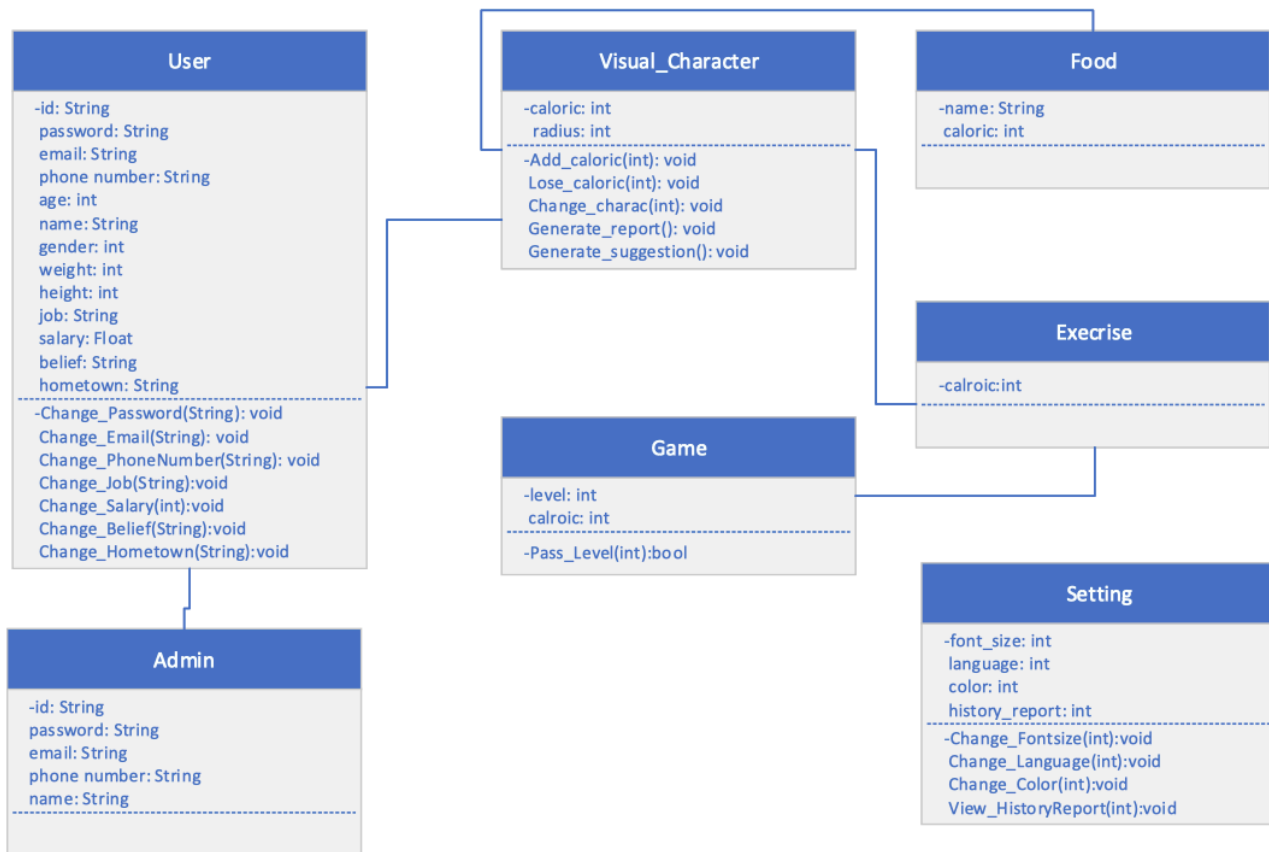 User
-id: String
password: String
email: String
phone number: String
age: int
name: String
gender: int
weight: int
height: int
job: String
salary: Float
belief: String
hometown: String
-Change_Password(String): void
Change_Email(String): void
Change_PhoneNumber(String): void
Change_Job(String):void
Change_Salary(int):void
Change_Belief(String):void
Change_Hometown(String):void
Visual_Character
-caloric: int
radius: int
-Add_caloric(int): void
Lose_caloric(int): void
Change_charac(int): void
Generate_report(): void
Generate_suggestion(): void
Food
-name: String
caloric: int
Execrise
-calroic:int
Game
-level: int
calroic: int
-Pass_Level(int):bool
Setting
-font_size: int
language: int
color: int
history_report: int
-Change_Fontsize(int):void
Change_Language(int):void
Change_Color(int):void
View_HistoryReport(int):void
Admin
-id: String
password: String
email: String
phone number: String
name: String